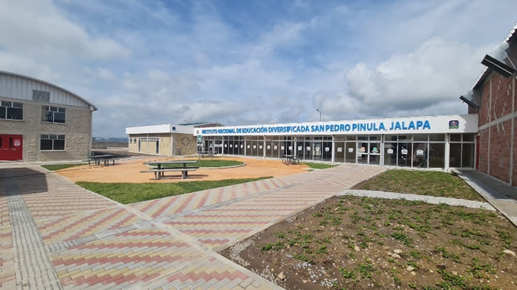 INSTITUTO NACIONAL DE EDUCACIÓN DIVERSIFICADA SAN PEDRO PINULA, JALAPA